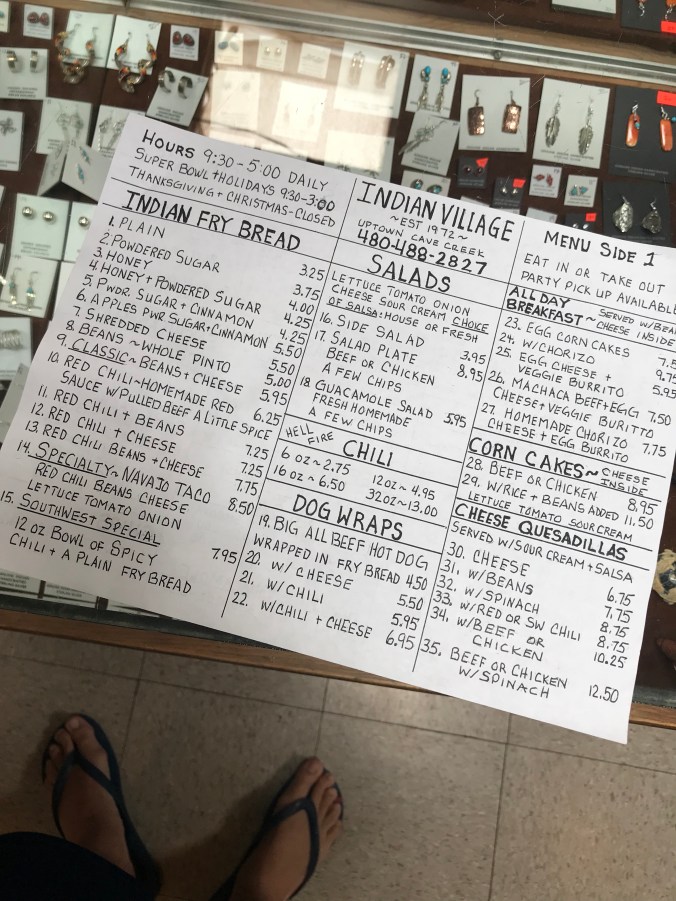 HOURS 9:30-5:00 DAILY
SUPER BOWL + HOLIDAYS 9:30-3:00
THANKSGIVING + CHRISTMAS-CLOSED
INDIAN VILLAGE
~EST 1972~
UPTOWN CAVE CREEK
480-488-2827
MENU SIDE 1
EAT IN OR TAKE OUT
PARTY PICK UP AVAILABLE
INDIAN FRY BREAD
1. PLAIN 3.25
2. POWDERED SUGAR 3.75
3. HONEY 4.00
4. HONEY + POWDERED SUGAR 4.25
5. PWDR. SUGAR + CINNAMON 4.25
6. APPLES PWR SUGAR + CINNAMON 5.50
7. SHREDDED CHEESE 5.50
8. BEANS ~ WHOLE PINTO 5.00
9. CLASSIC ~ BEANS + CHEESE 5.95
10. RED CHILI ~ HOMEMADE RED
SAUCE W/PULLED BEEF A LITTLE SPICE 6.25
11. RED CHILI + BEANS 7.25
12. RED CHILI + CHEESE 7.25
13. RED CHILI BEANS + CHEESE 7.75
14. SPECIALTY ~ NAVAJO TACO
RED CHILI BEANS CHEESE 8.50
LETTUCE TOMATO ONION
15. SOUTHWEST SPECIAL
12 OZ BOWL OF SPICY 7.95
CHILI + A PLAIN FRY BREAD
SALADS
LETTUCE TOMATO ONION
CHEESE SOUR CREAM CHOICE
OF SALSA: HOUSE OR FRESH
16. SIDE SALAD 3.95
17. SALAD PLATE 8.95
BEEF OR CHICKEN
A FEW CHIPS
18 GUACAMOLE SALAD 5.95
FRESH HOMEMADE
A FEW CHIPS
HELL FIRE
CHILI
6 OZ ~ 2.75 12 OZ ~ 4.95
16 OZ ~ 6.50 32 OZ ~ 13.00
DOG WRAPS
19. BIG ALL BEEF HOT DOG
WRAPPED IN FRY BREAD 4.50
20. W/ CHEESE 5.50
21. W/ CHILI 5.95
22. W/CHILI + CHEESE 6.95
ALL DAY
BREAKFAST~ SERVED W/BEANS
CHEESE INSIDE
23. EGG CORN CAKES
24. W/CHORIZO 9.75
25. EGG CHEESE + 5.95
VEGGIE BURRITO
26. MACHACA BEEF + EGG 7.50
CHEESE + VEGGIE BURITTO
27. HOMEMADE CHORIZO 7.75
CHEESE + EGG BURRITO
CORN CAKES~ CHEESE INSIDE
28. BEEF OR CHICKEN 8.95
29. W/RICE + BEANS ADDED 11.50
LETTUCE TOMATO SOUR CREAM
CHEESE QUESADILLAS
SERVED W/SOUR CREAM + SALSA
30. CHEESE 6.75
31. W/BEANS 7.75
32. W/SPINACH 8.75
33. W/RED OR SW CHILI 8.75
34. W/BEEF OR CHICKEN 10.25
35. BEEF OR CHICKEN
W/SPINACH 12.50